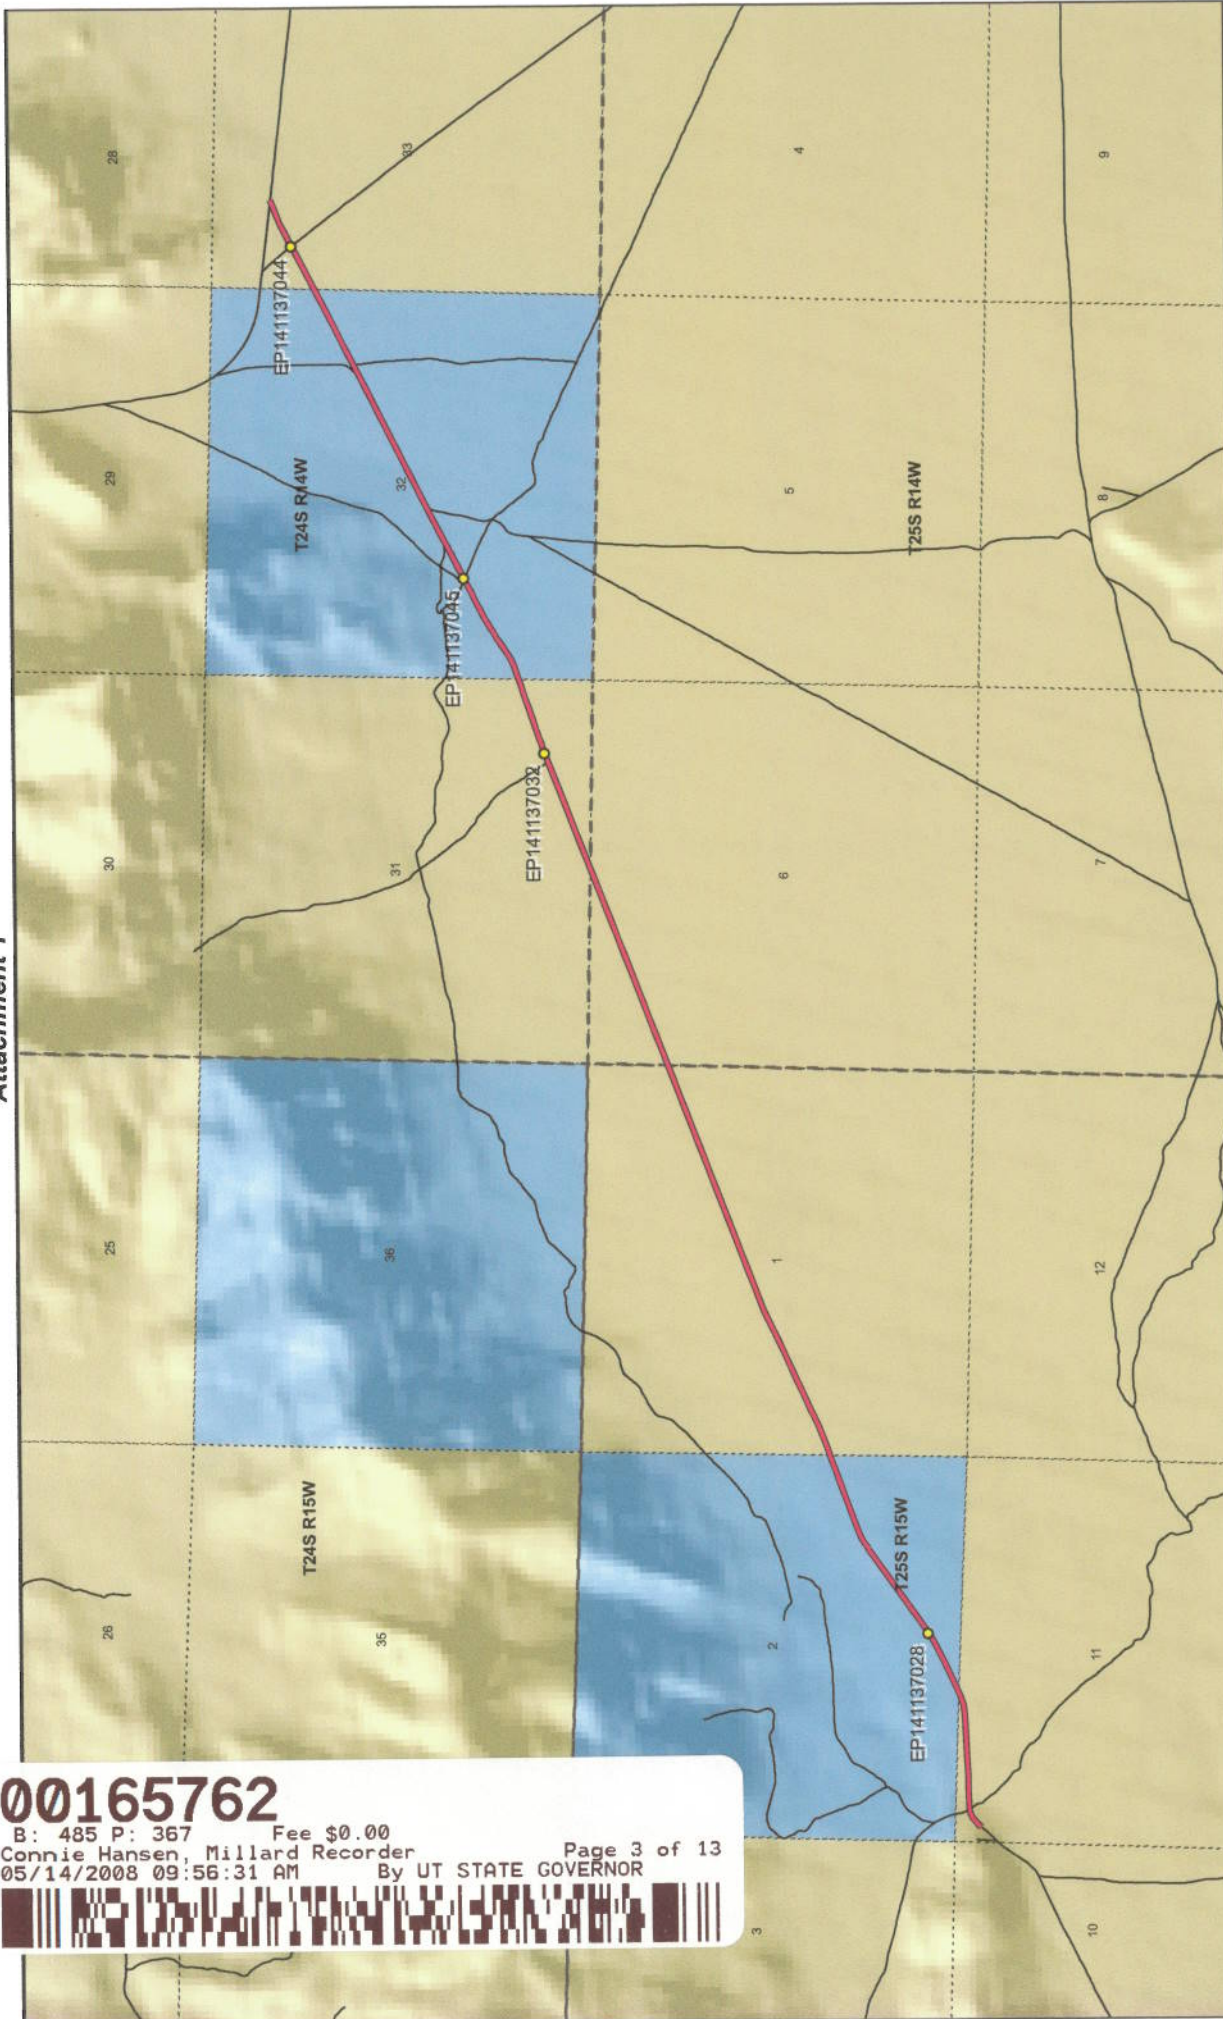 Attachment 1
28
33
4
9
EP141137044
29
T24S R14W
32
5
T25S R14W
8
EP141137045
EP141137032
30
31
6
7
25
36
1
12
T24S R15W
T25S R15W
26
35
2
11
EP141137028
3
10
00165762
B: 485 P: 367 Fee $0.00
Connie Hansen, Millard Recorder Page 3 of 13
05/14/2008 09:56:31 AM By UT STATE GOVERNOR